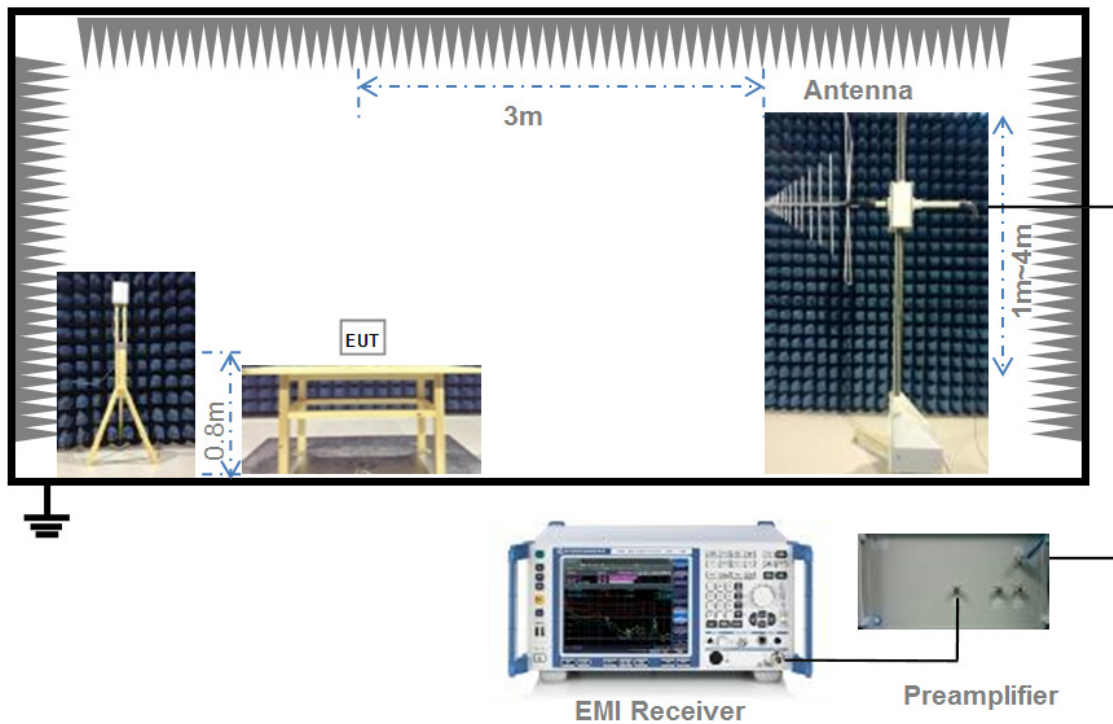 3m
Antenna
1m~4m
EUT
0.8m
EMI Receiver
Preamplifier